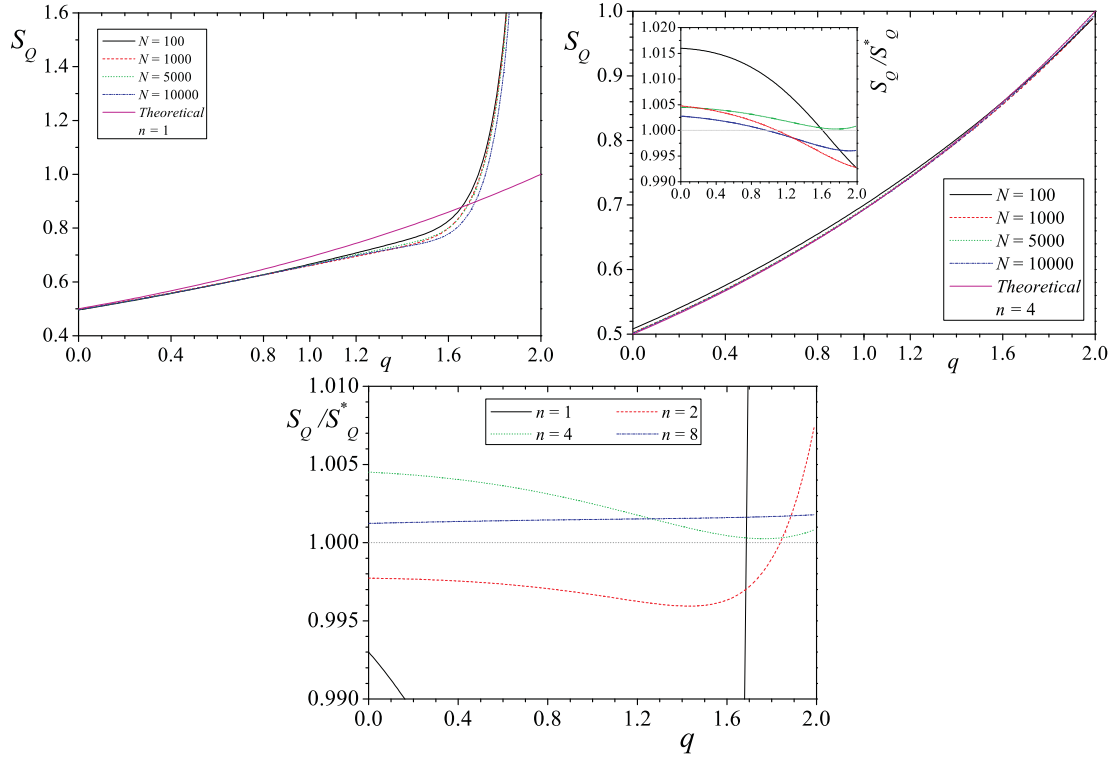 S_Q
1.6
1.4
1.2
1.0
0.8
0.6
0.4
0.0
0.4
0.8
1.2
1.6
2.0
q
N = 100
N = 1000
N = 5000
N = 10000
Theoretical
n = 1
S_Q
1.0
0.9
0.8
0.7
0.6
0.5
0.0
0.4
0.8
1.2
1.6
2.0
q
1.020
1.015
1.010
1.005
1.000
0.995
0.990
0.0
0.4
0.8
1.2
1.6
2.0
S_Q/S*_Q
N = 100
N = 1000
N = 5000
N = 10000
Theoretical
n = 4
S_Q/S*_Q
1.010
1.005
1.000
0.995
0.990
0.0
0.4
0.8
1.2
1.6
2.0
q
n = 1
n = 2
n = 4
n = 8